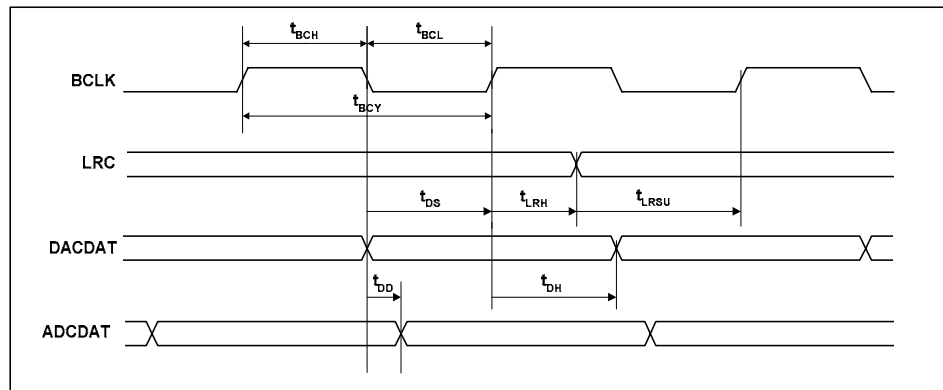 tBCH tBCL
BCLK
tBCY
LRC
tDS tLRH tLRSU
DACDAT
tDD tDH
ADCDAT